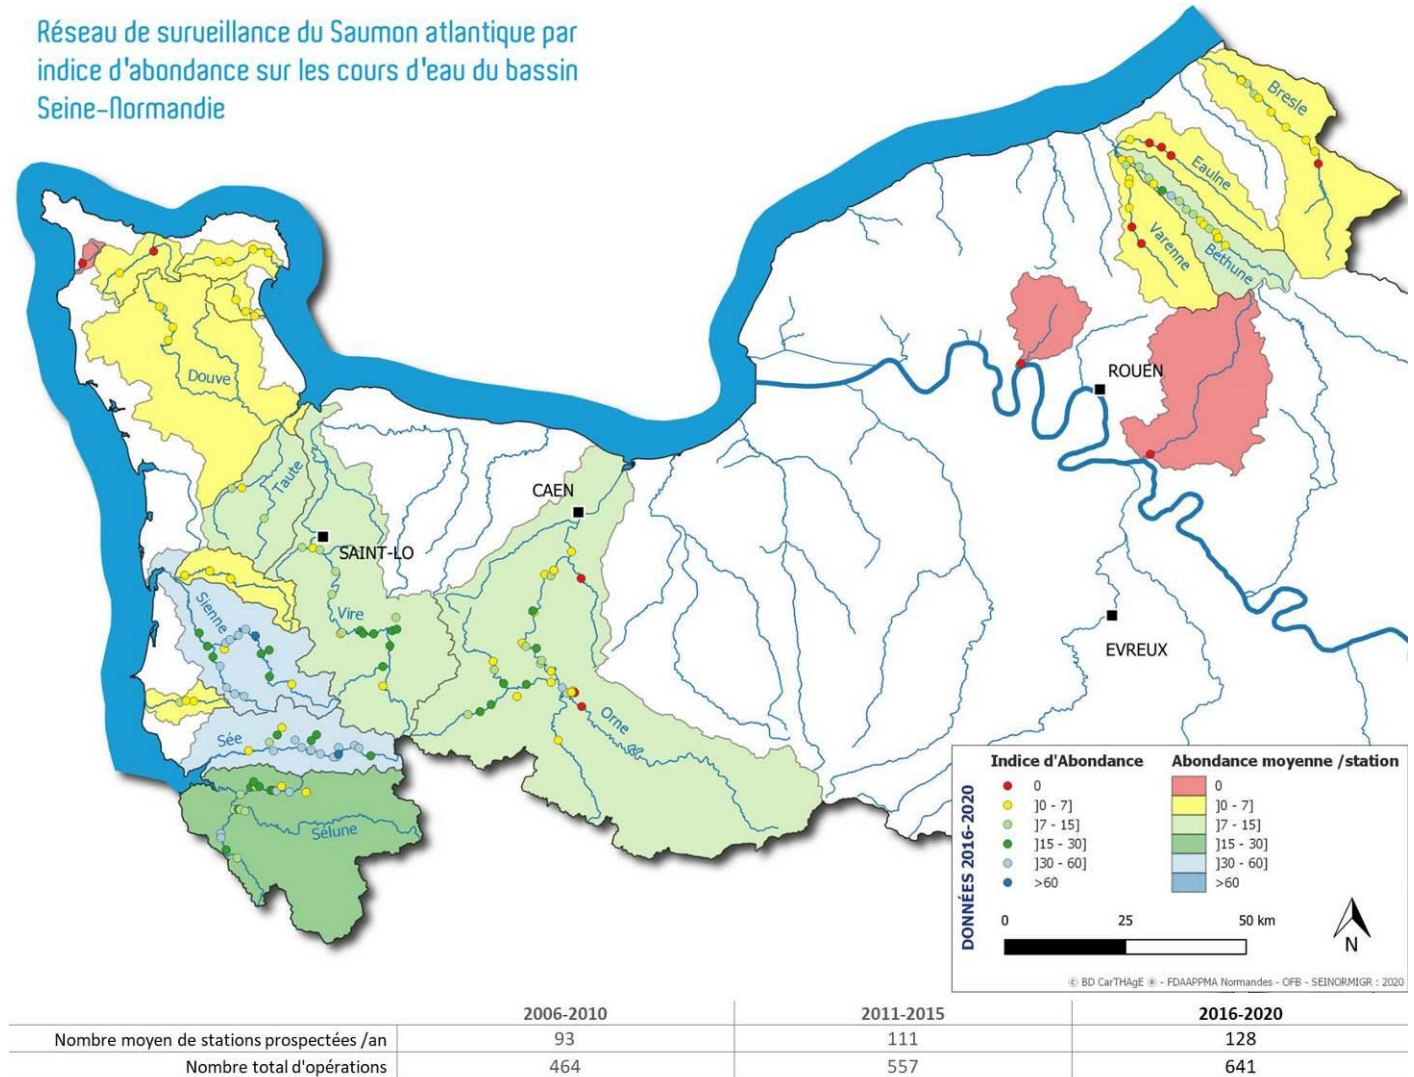 Réseau de surveillance du Saumon atlantique par
indice d'abondance sur les cours d'eau du bassin
Seine-Normandie
Bresle
Eaulne
Varenne
Béthune
Douve
ROUEN
Taute
CAEN
SAINT-LO
Sienne
Vire
EVREUX
Orne
Sée
Sélune
DONNÉES 2016-2020
Indice d'Abondance
0
]0 - 7]
]7 - 15]
]15 - 30]
]30 - 60]
>60
Abondance moyenne /station
0
]0 - 7]
]7 - 15]
]15 - 30]
]30 - 60]
>60
0 25 50 km
N
© BD CarTHAgE ® - FDAAPPMA Normandes - OFB - SEINORMIGR : 2020
2006-2010 2011-2015 2016-2020
Nombre moyen de stations prospectées /an 93 111 128
Nombre total d'opérations 464 557 641